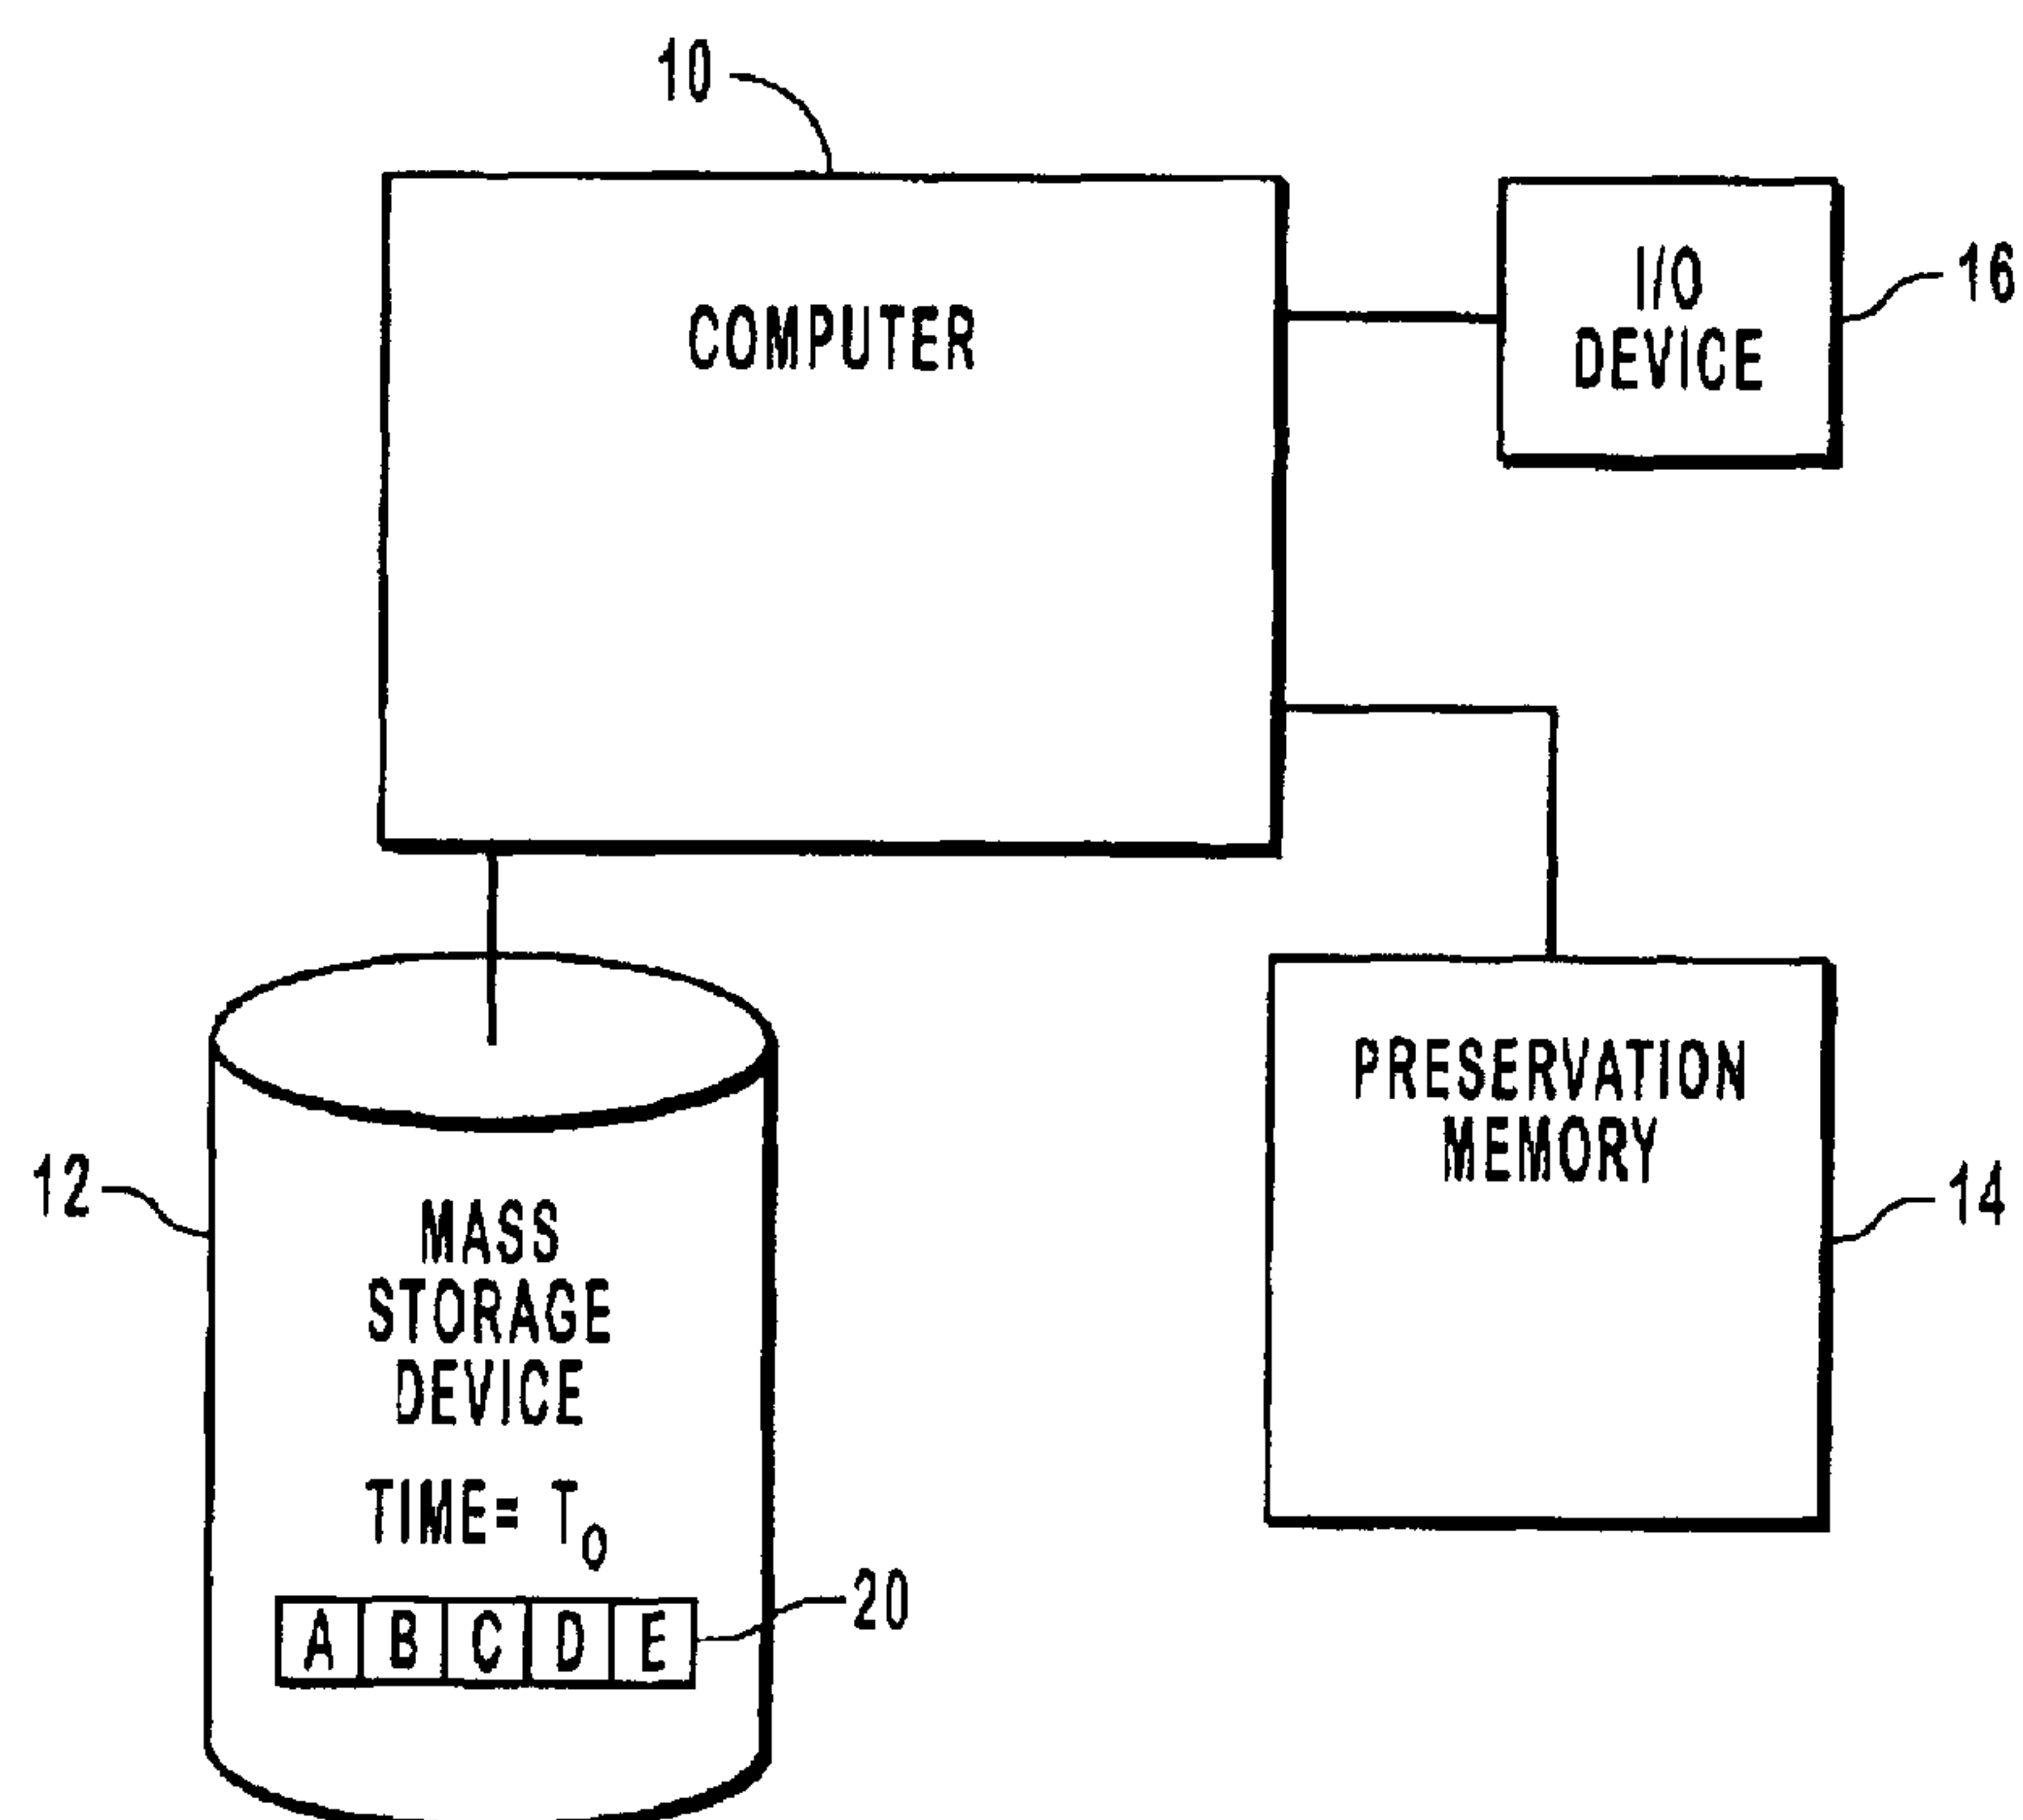 10
COMPUTER
I/O
DEVICE
16
PRESERVATION
MEMORY
14
12
MASS
STORAGE
DEVICE
TIME= T₀
A B C D E
20